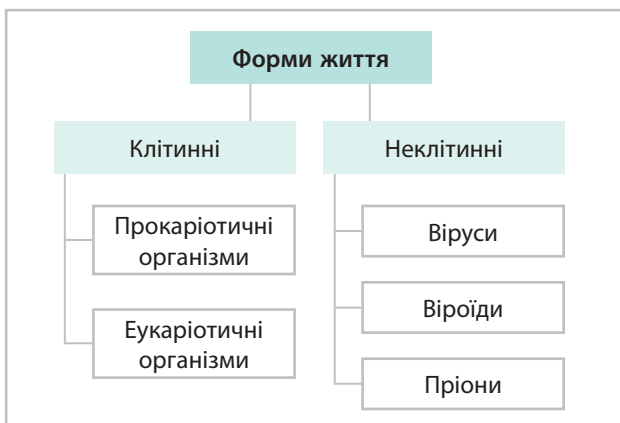 Форми життя
Клітинні
Прокаріотичні
організми
Еукаріотичні
організми
Неклітинні
Віруси
Віроїди
Пріони